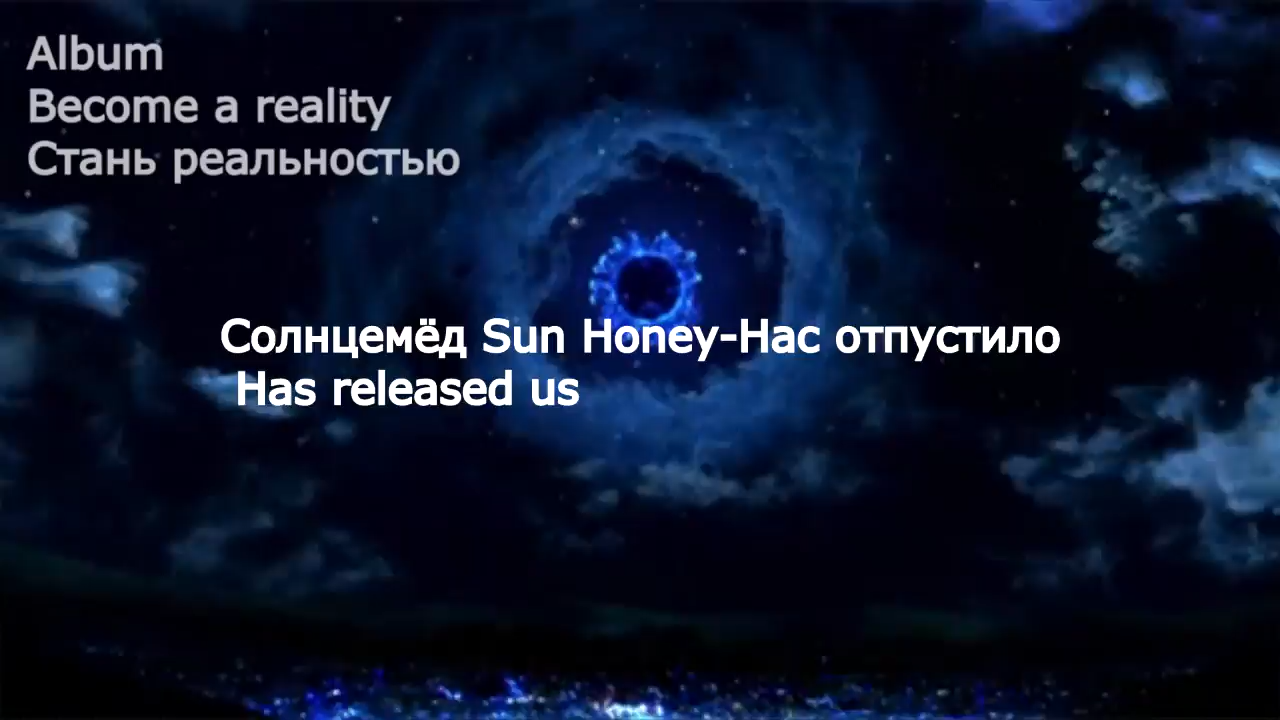 Album
Become a reality
Стань реальностью
Солнцемёд Sun Honey-Нас отпустило
Has released us